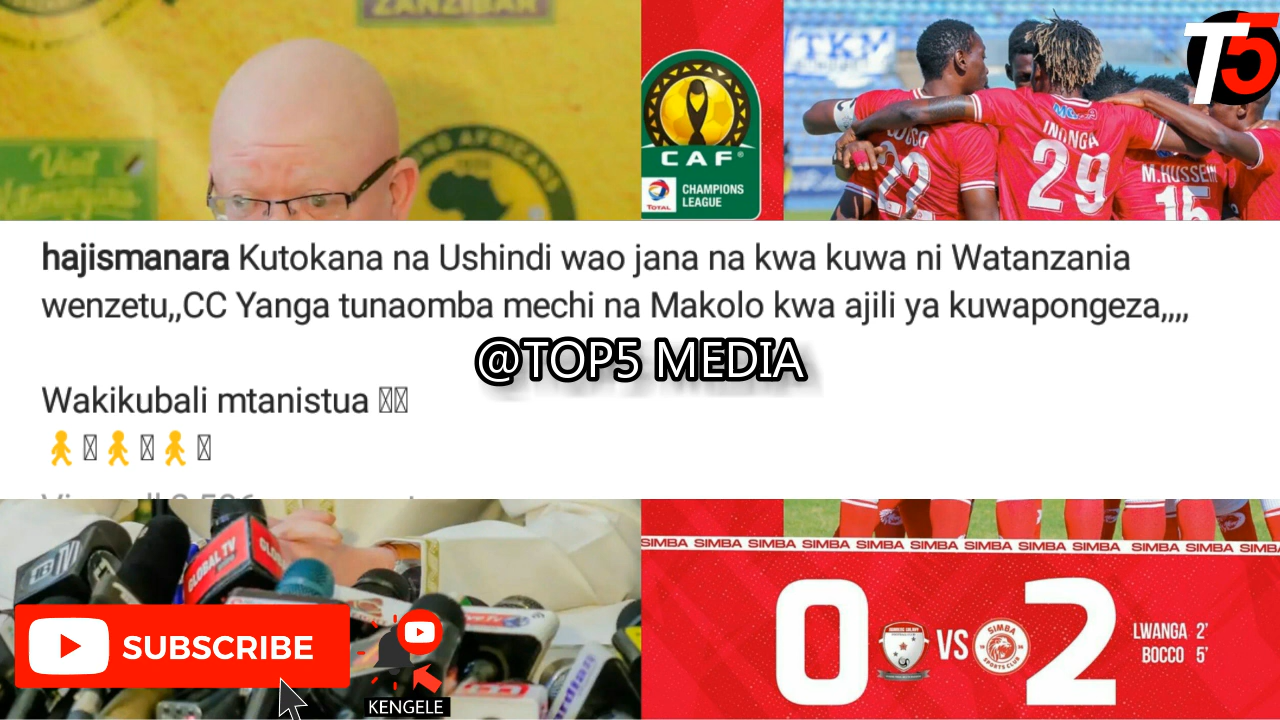 ZANZIBAR
T5
TKM
CAF
TOTAL
CHAMPIONS
LEAGUE
22
INONGA
29
M.HUSSEIN
15
hajismanara Kutokana na Ushindi wao jana na kwa kuwa ni Watanzania
wenzetu,,CC Yanga tunaomba mechi na Makolo kwa ajili ya kuwapongeza,,,,
@TOP5 MEDIA
Wakikubali mtanistua
GLOBAL TV
SIMBA SIMBA SIMBA SIMBA SIMBA SIMBA SIMBA SIMBA SIMBA SIMBA SIMBA
0 VS 2
SIMBA
SPORTS CLUB
LWANGA 2'
BOCCO 5'
SUBSCRIBE
KENGELE